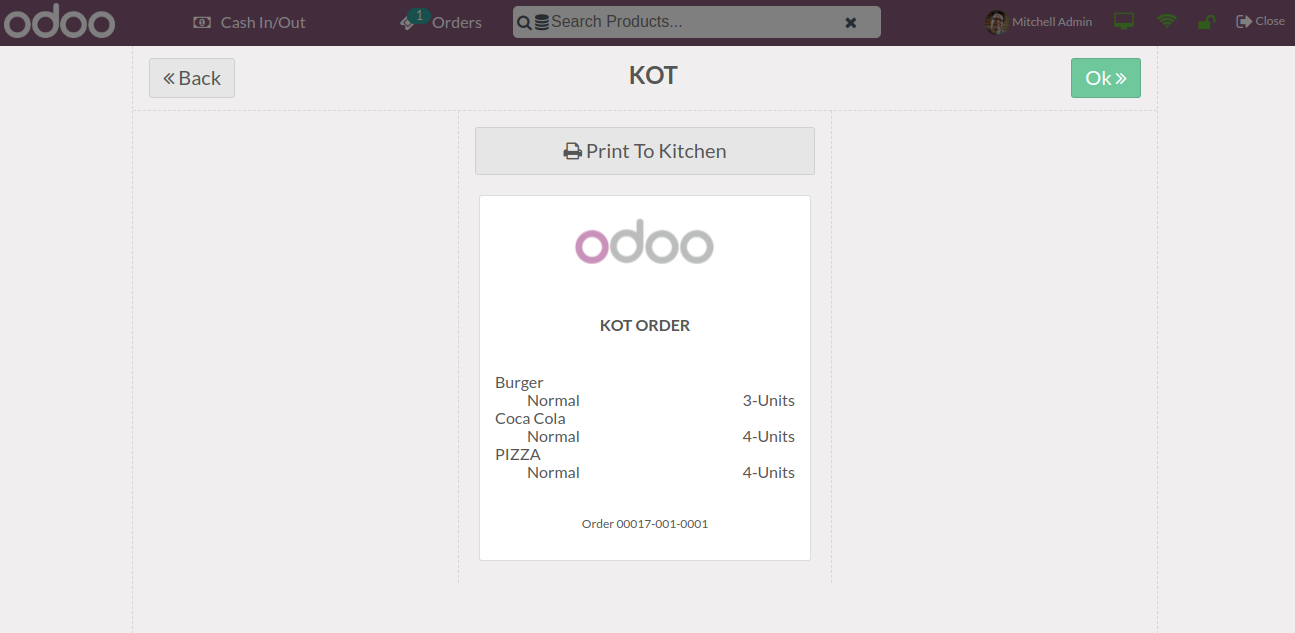 odoo
Cash In/Out
1
Orders
Search Products...
Mitchell Admin
Close
Back
KOT
Ok
Print To Kitchen
odoo
KOT ORDER
Burger
Normal 3-Units
Coca Cola
Normal 4-Units
PIZZA
Normal 4-Units
Order 00017-001-0001